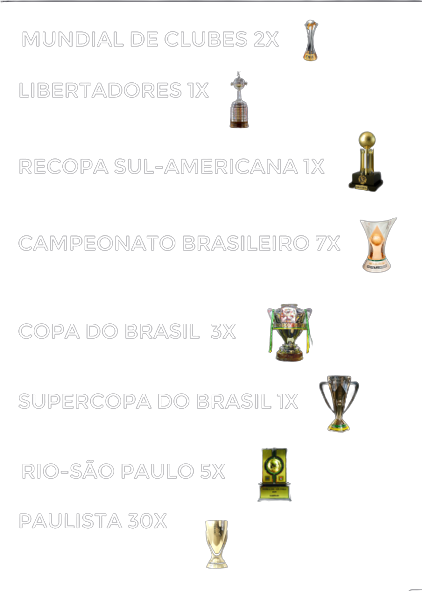 MUNDIAL DE CLUBES 2X
LIBERTADORES 1X
RECOPA SUL-AMERICANA 1X
CAMPEONATO BRASILEIRO 7X
COPA DO BRASIL 3X
SUPERCOPA DO BRASIL 1X
RIO-SÃO PAULO 5X
PAULISTA 30X